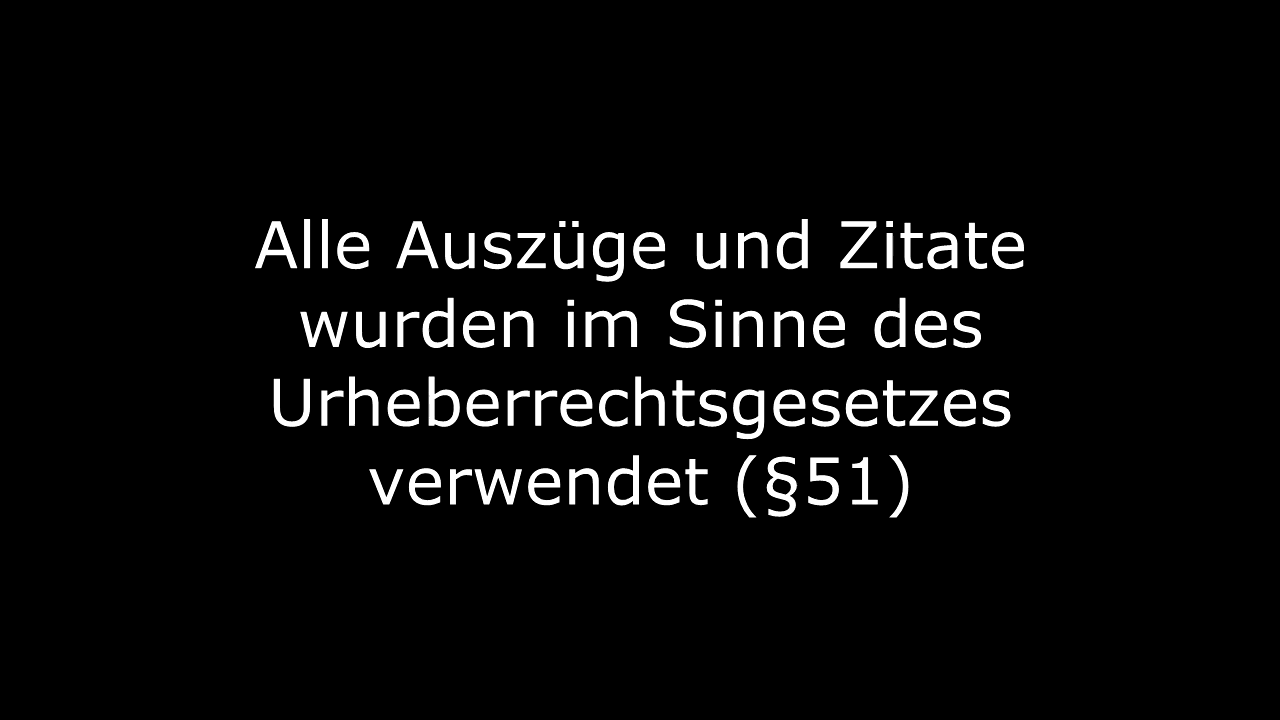 Alle Auszüge und Zitate
wurden im Sinne des
Urheberrechtsgesetzes
verwendet (§51)